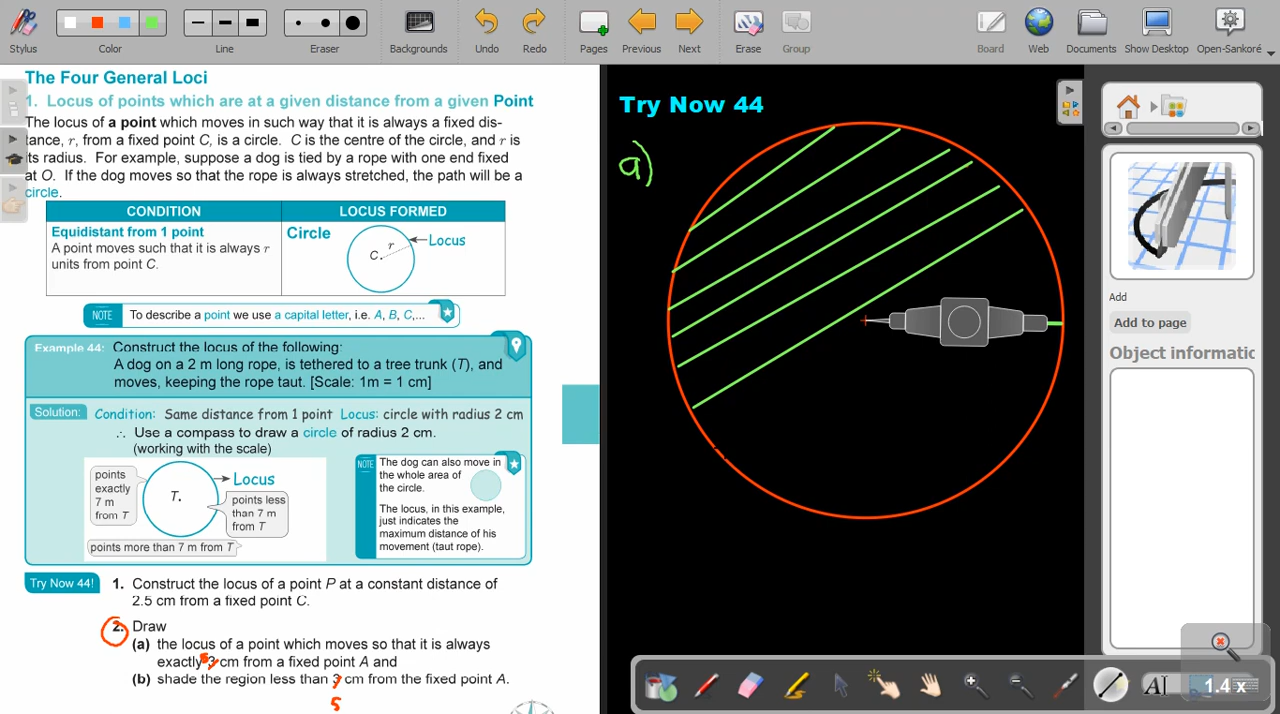 Stylus
Color
Line
Eraser
Backgrounds
Undo
Redo
Pages
Previous
Next
Erase
Group
Board
Web
Documents
Show Desktop
Open-Sankoré
The Four General Loci
1. Locus of points which are at a given distance from a given Point
The locus of a point which moves in such way that it is always a fixed dis-
tance, r, from a fixed point C, is a circle. C is the centre of the circle, and r is
its radius. For example, suppose a dog is tied by a rope with one end fixed
at O. If the dog moves so that the rope is always stretched, the path will be a
circle.
CONDITION
LOCUS FORMED
Equidistant from 1 point
A point moves such that it is always r
units from point C.
Circle
r
C.
Locus
NOTE To describe a point we use a capital letter, i.e. A, B, C,...
Example 44: Construct the locus of the following:
A dog on a 2 m long rope, is tethered to a tree trunk (T), and
moves, keeping the rope taut. [Scale: 1m = 1 cm]
Solution: Condition: Same distance from 1 point Locus: circle with radius 2 cm
∴ Use a compass to draw a circle of radius 2 cm.
(working with the scale)
points
exactly
7 m
from T
T.
Locus
points less
than 7 m
from T
points more than 7 m from T
NOTE
The dog can also move in
the whole area of
the circle.
The locus, in this example,
just indicates the
maximum distance of his
movement (taut rope).
Try Now 44! 1. Construct the locus of a point P at a constant distance of
2.5 cm from a fixed point C.
2. Draw
(a) the locus of a point which moves so that it is always
exactly 3 cm from a fixed point A and
(b) shade the region less than 3 cm from the fixed point A.
5
Try Now 44
a)
Add
Add to page
Object informatic
1.4 x